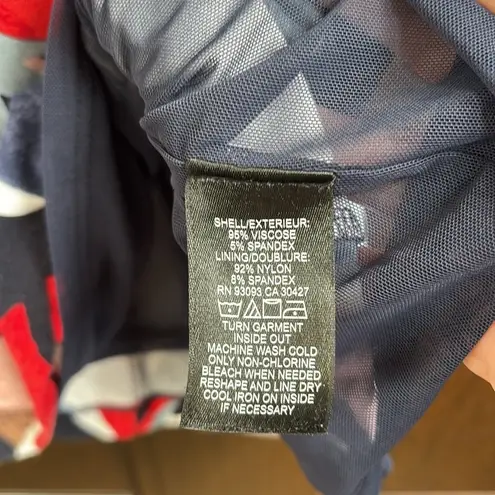 SHELL/EXTERIEUR:
95% VISCOSE
5% SPANDEX
LINING/DOUBLURE:
92% NYLON
8% SPANDEX
RN 93093 CA 30427
TURN GARMENT
INSIDE OUT
MACHINE WASH COLD
ONLY NON-CHLORINE
BLEACH WHEN NEEDED
RESHAPE AND LINE DRY
COOL IRON ON INSIDE
IF NECESSARY